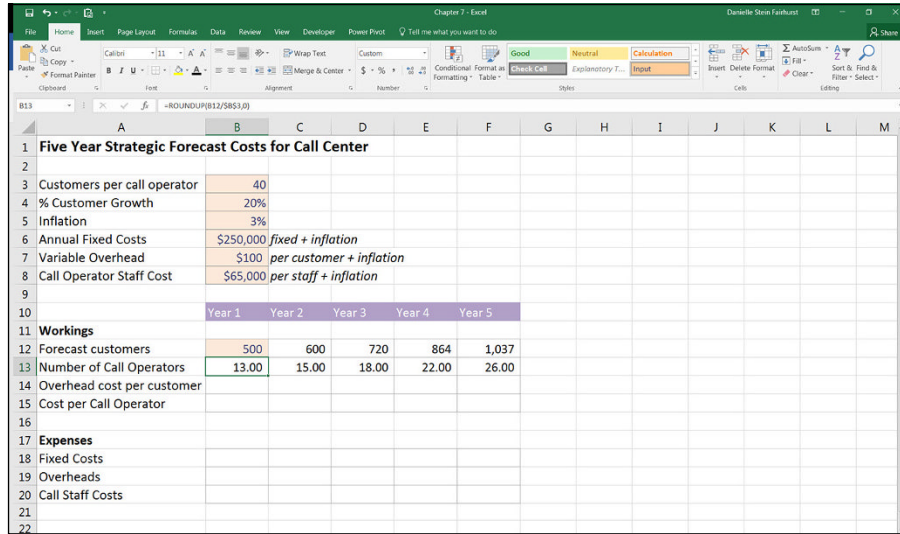 Chapter 7 - Excel Danielle Stein Fairhurst
File Home Insert Page Layout Formulas Data Review View Developer Power Pivot Tell me what you want to do Share
Cut Calibri 11 Wrap Text Custom Good Neutral Calculation AutoSum
Paste Copy Format Painter B I U Merge & Center $ % Conditional Formatting Format as Table Check Cell Explanatory T... Input Insert Delete Format Fill Clear Sort & Filter Find & Select
Clipboard Font Alignment Number Styles Cells Editing
B13 fx =ROUNDUP(B12/$B$3,0)
A B C D E F G H I J K L M
1 Five Year Strategic Forecast Costs for Call Center
2
3 Customers per call operator 40
4 % Customer Growth 20%
5 Inflation 3%
6 Annual Fixed Costs $250,000 fixed + inflation
7 Variable Overhead $100 per customer + inflation
8 Call Operator Staff Cost $65,000 per staff + inflation
9
10 Year 1 Year 2 Year 3 Year 4 Year 5
11 Workings
12 Forecast customers 500 600 720 864 1,037
13 Number of Call Operators 13.00 15.00 18.00 22.00 26.00
14 Overhead cost per customer
15 Cost per Call Operator
16
17 Expenses
18 Fixed Costs
19 Overheads
20 Call Staff Costs
21
22